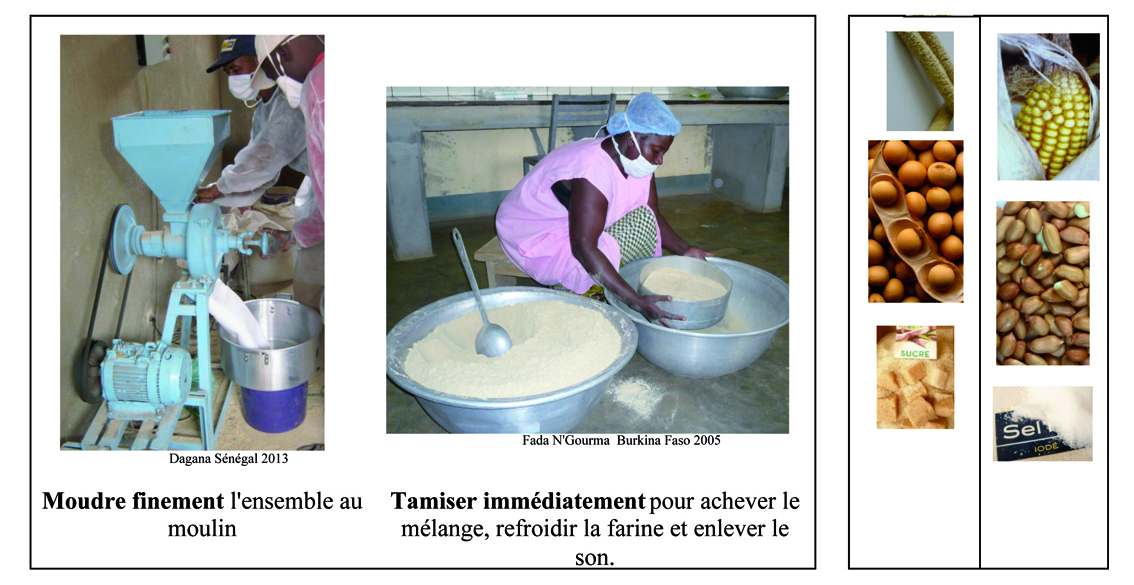 Dagana Sénégal 2013
Moudre finement l'ensemble au
moulin
Fada N'Gourma Burkina Faso 2005
Tamiser immédiatement pour achever le
mélange, refroidir la farine et enlever le
son.
SUCRE
Sel
IODÉ